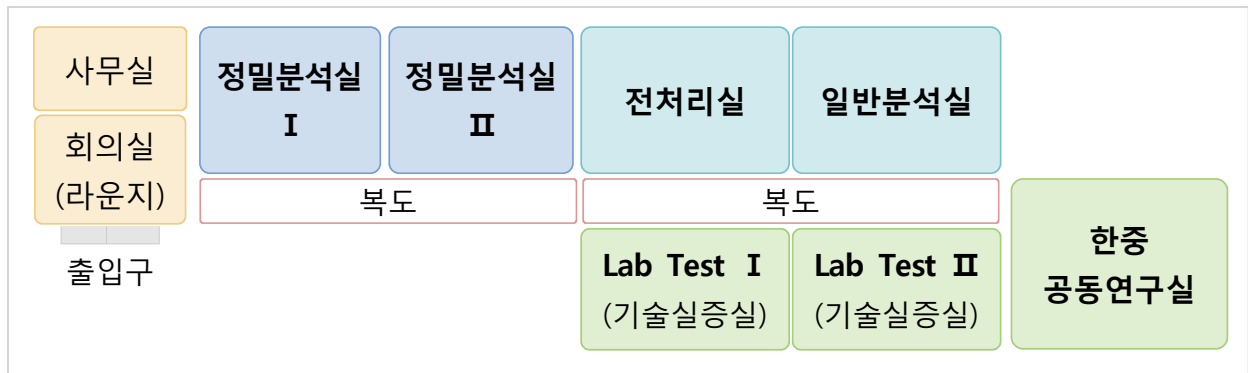 사무실
회의실
(라운지)
출입구
정밀분석실
Ⅰ
정밀분석실
Ⅱ
전처리실
일반분석실
복도
복도
Lab Test Ⅰ
(기술실증실)
Lab Test Ⅱ
(기술실증실)
한중
공동연구실